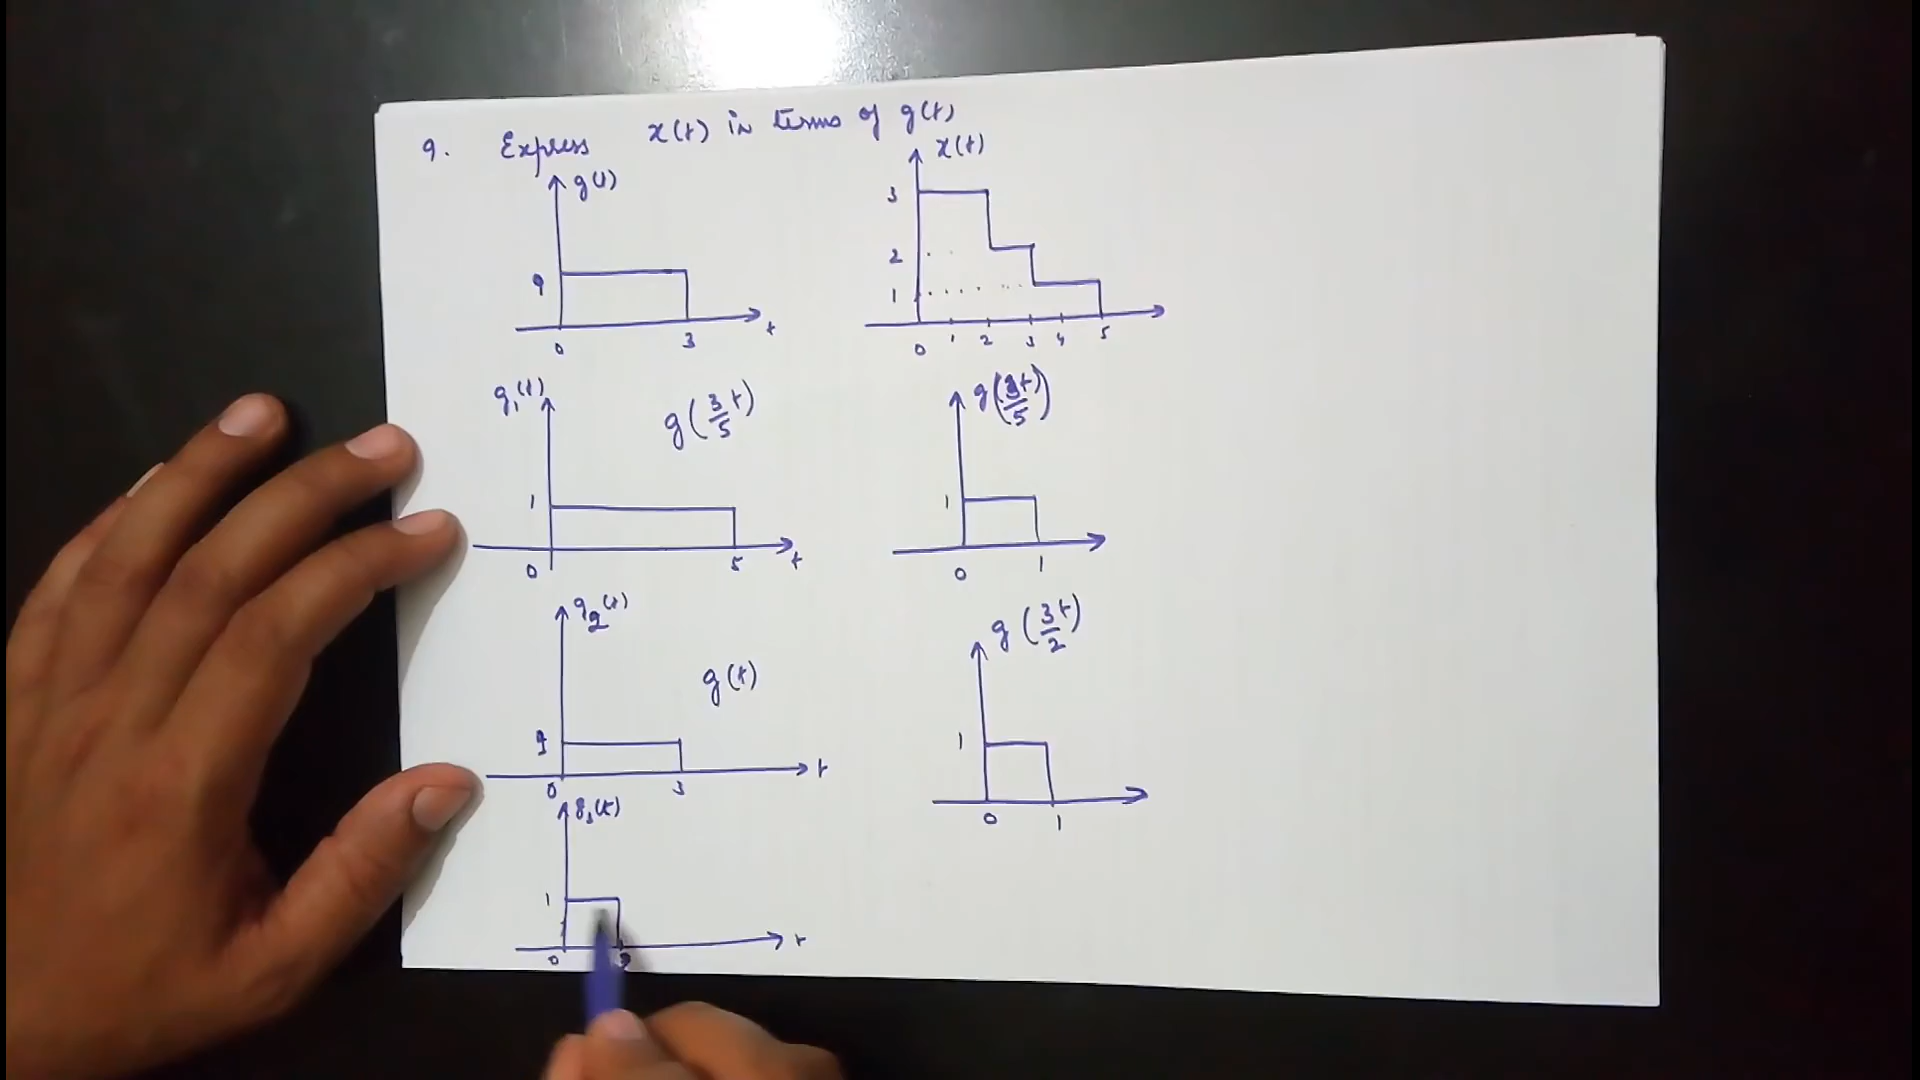 9. Express x(t) in terms of g(t)
g(t)
0 3 t
x(t)
3
2
1
0 1 2 3 4 5
g₁(t)
g(3/5 t)
1
0 5 t
g(3t/5)
1
0 1
g₂(t)
g(t)
0 3 t
g(3t/2)
1
0 1
g₃(t)
1
0 t